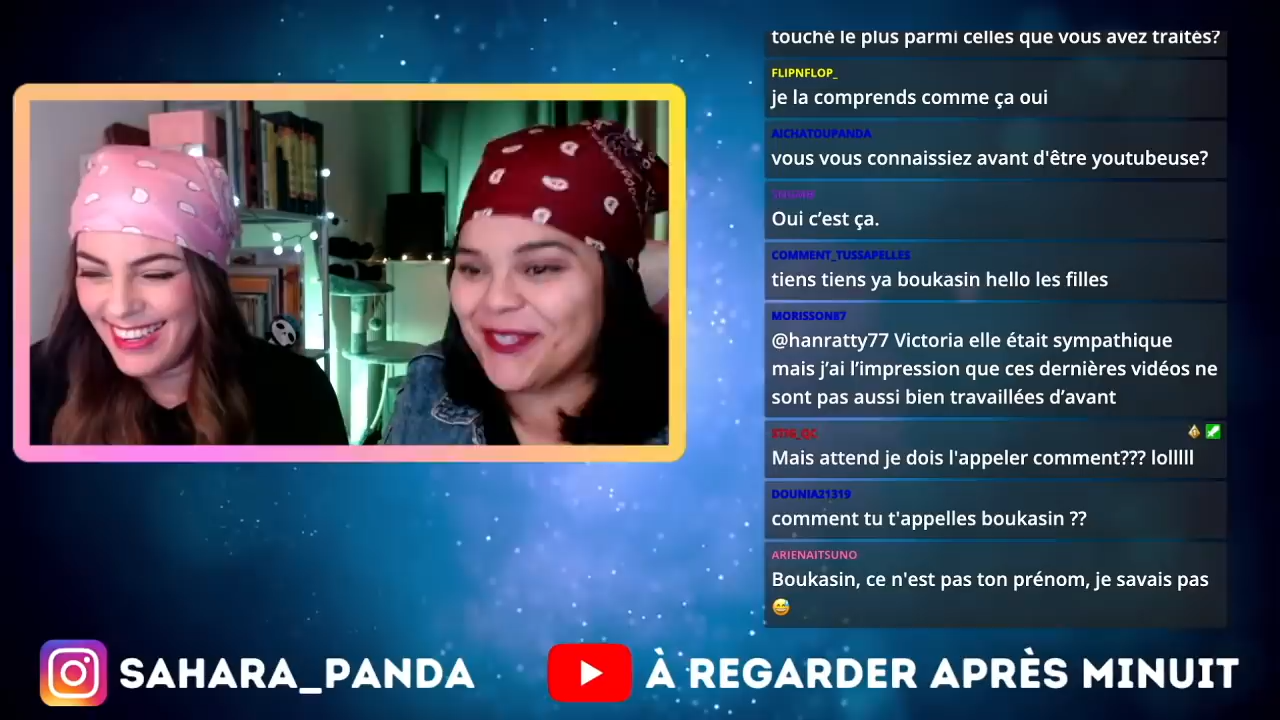 touché le plus parmi celles que vous avez traités?
FLIPNFLOP_
je la comprends comme ça oui
AICHATOUPANDA
vous vous connaissiez avant d'être youtubeuse?
Oui c’est ça.
COMMENT_TUSSAPELLES
tiens tiens ya boukasin hello les filles
MORISSON87
@hanratty77 Victoria elle était sympathique
mais j’ai l’impression que ces dernières vidéos ne
sont pas aussi bien travaillées d’avant
Mais attend je dois l'appeler comment??? lolllll
DOUNIA21319
comment tu t'appelles boukasin ??
ARIENAITSUNO
Boukasin, ce n'est pas ton prénom, je savais pas
😅
SAHARA_PANDA
À REGARDER APRÈS MINUIT